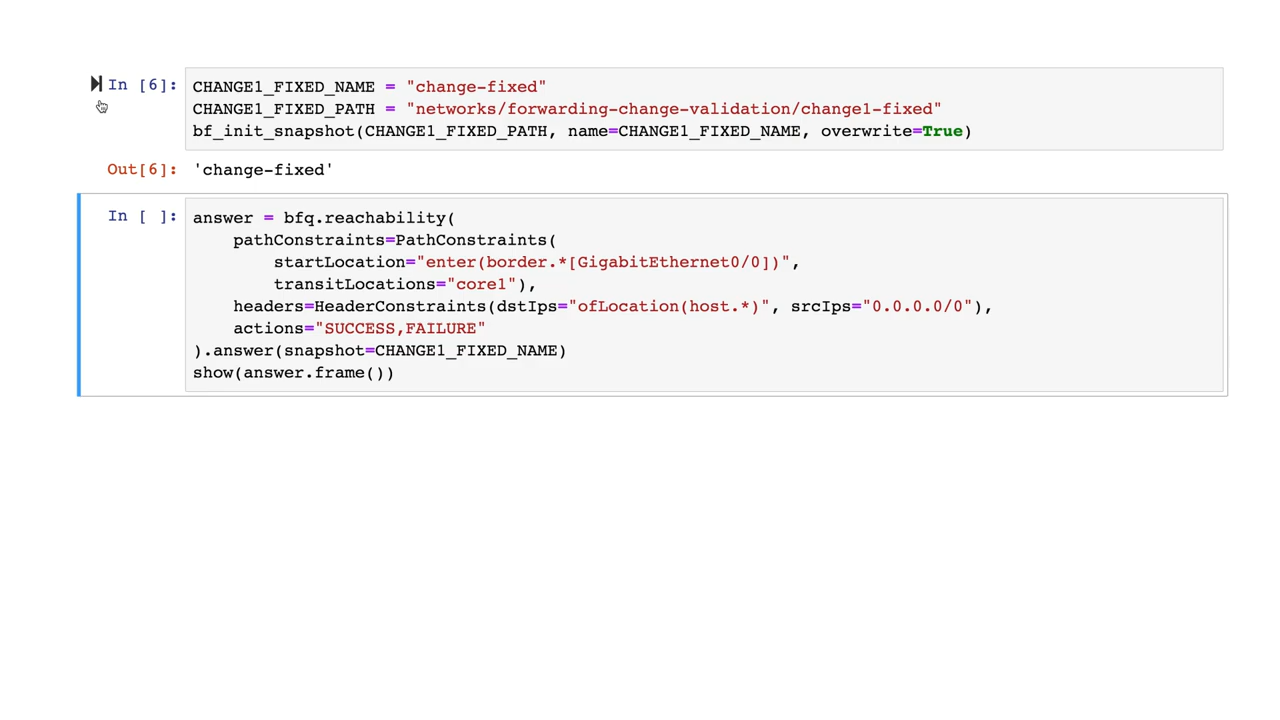 In [6]:
CHANGE1_FIXED_NAME = "change-fixed"
CHANGE1_FIXED_PATH = "networks/forwarding-change-validation/change1-fixed"
bf_init_snapshot(CHANGE1_FIXED_PATH, name=CHANGE1_FIXED_NAME, overwrite=True)
Out[6]: 'change-fixed'
In [ ]:
answer = bfq.reachability(
    pathConstraints=PathConstraints(
        startLocation="enter(border.*[GigabitEthernet0/0])",
        transitLocations="core1"),
    headers=HeaderConstraints(dstIps="ofLocation(host.*)", srcIps="0.0.0.0/0"),
    actions="SUCCESS,FAILURE"
).answer(snapshot=CHANGE1_FIXED_NAME)
show(answer.frame())